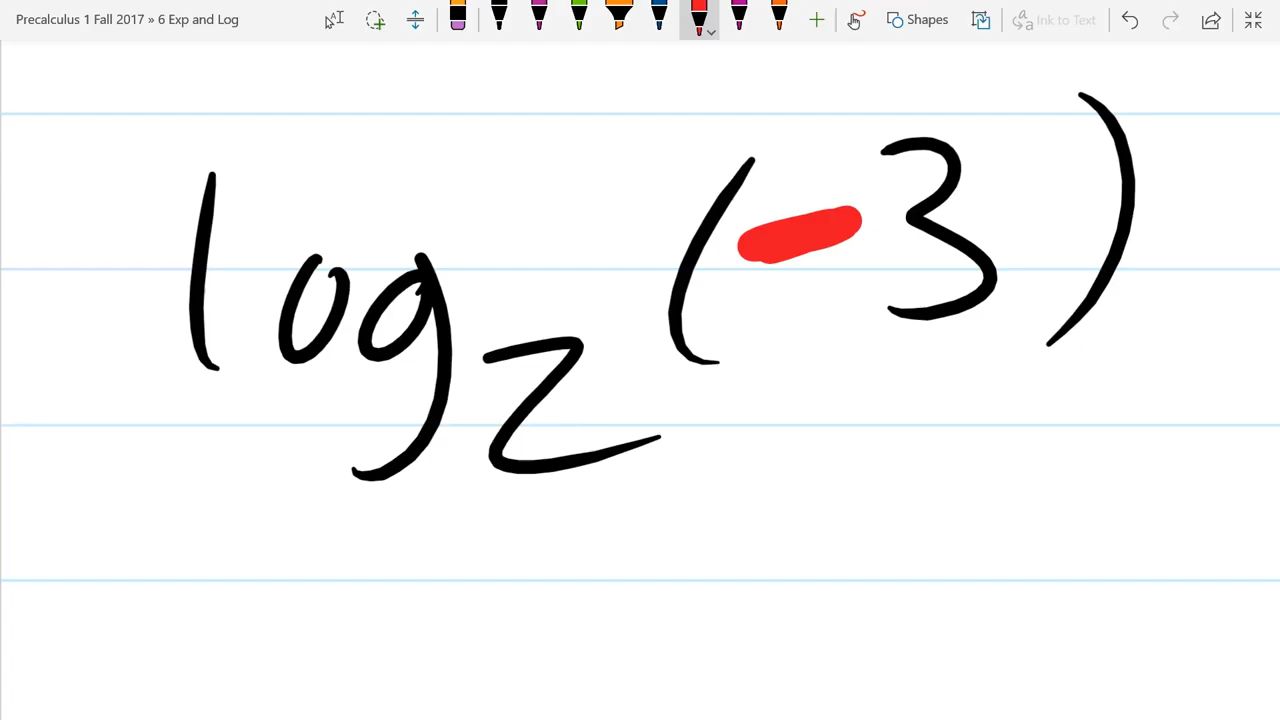 Precalculus 1 Fall 2017 » 6 Exp and Log Shapes Ink to Text
log₂(-3)